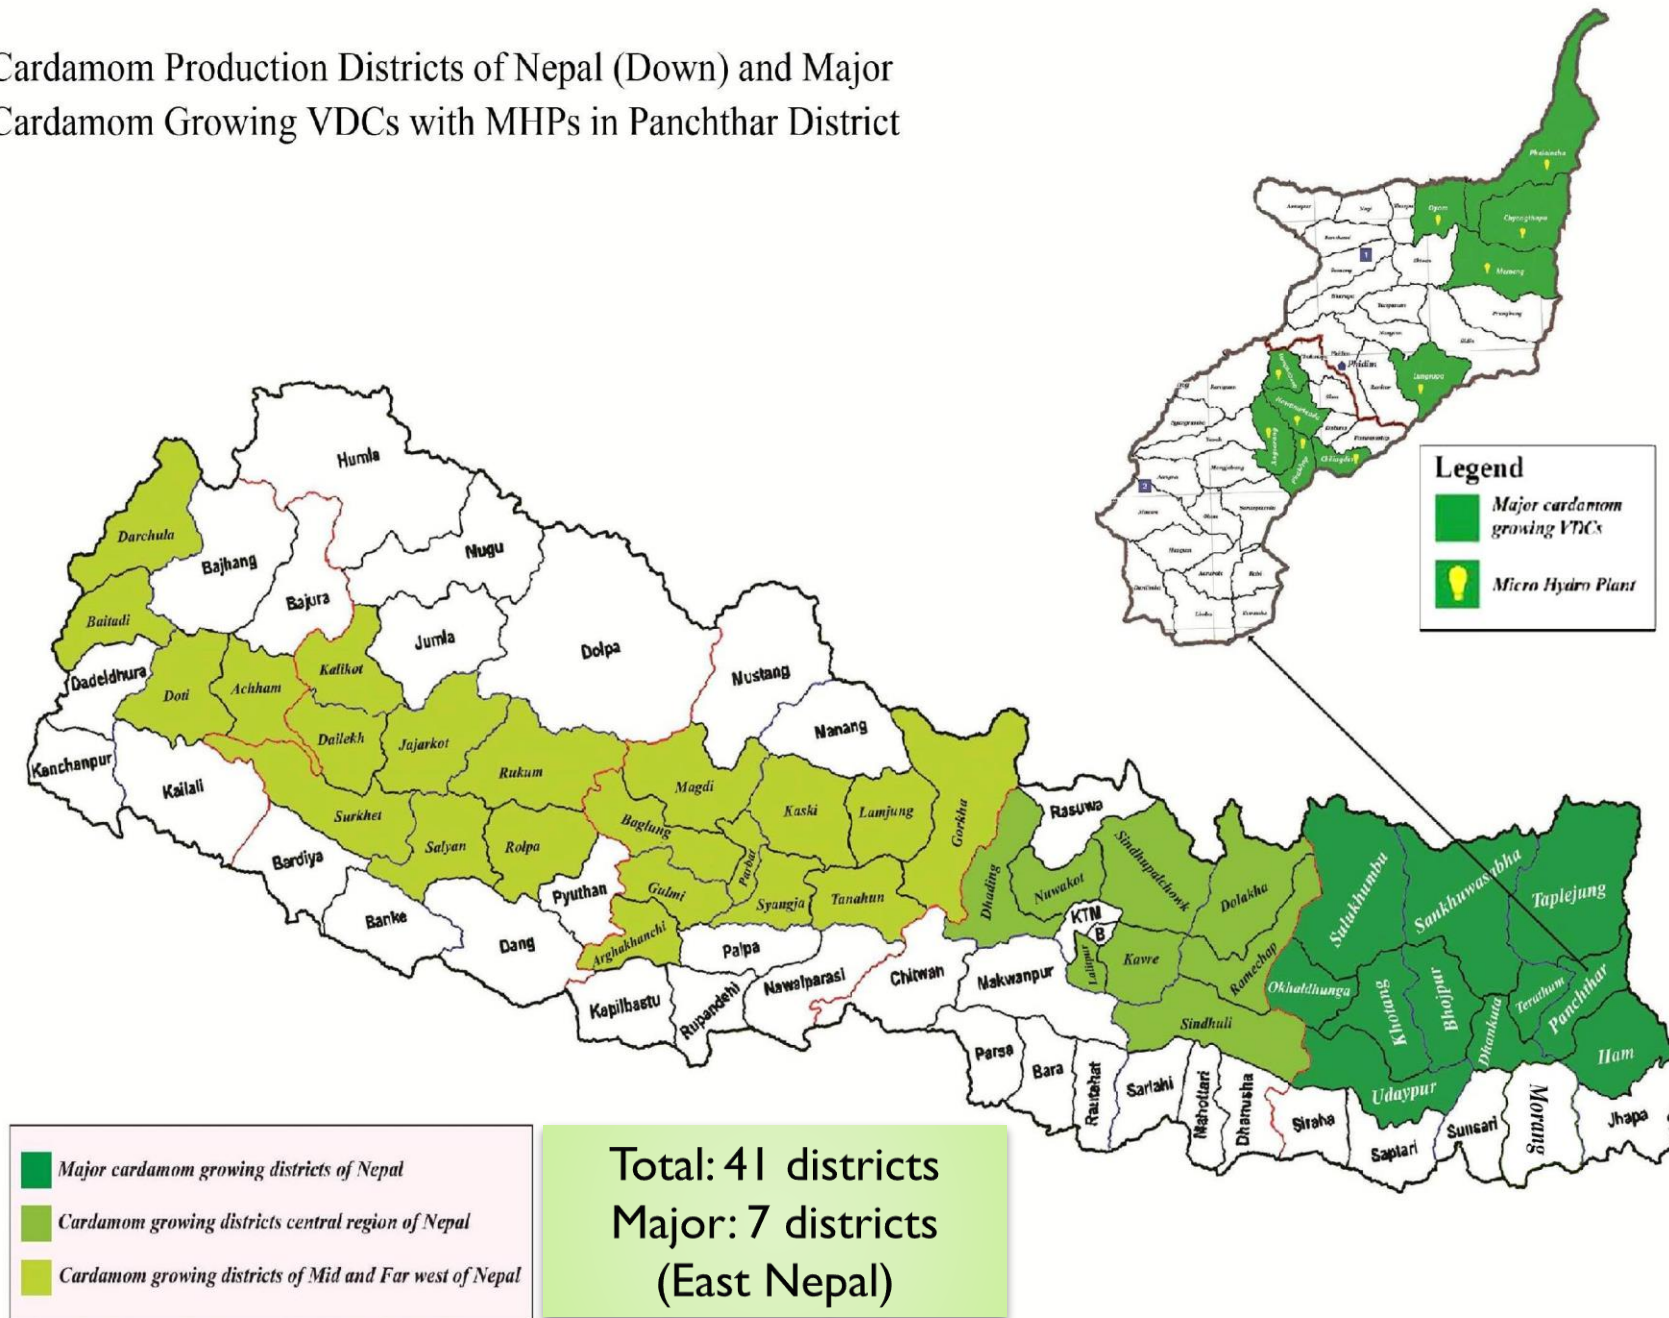 Cardamom Production Districts of Nepal (Down) and Major
Cardamom Growing VDCs with MHPs in Panchthar District
Phidim
1
2
Legend
Major cardamom
growing VDCs
Micro Hydro Plant
Humla
Darchula
Bajhang
Nugu
Bajura
Baitadi
Jumla
Dolpa
Dadeldhura
Doti
Achham
Kalikot
Mustang
Manang
Kanchanpur
Kailali
Dailekh
Jajarkot
Rukum
Magdi
Kaski
Lamjung
Gorkha
Surkhet
Salyan
Rolpa
Baglung
Parbat
Bardiya
Pyuthan
Gulmi
Syangja
Tanahun
Banke
Dang
Arghakhanchi
Palpa
Kapilbastu
Rupandehi
Nawalparasi
Chitwan
Makwanpur
Rasuwa
Dhading
Nuwakot
Sindhupalchonk
Dolakha
KTM
B
Lalitpur
Kavre
Ramechap
Sindhuli
Parsa
Bara
Rautahat
Sarlahi
Mahottari
Dhanusha
Siraha
Saptari
Sunsari
Morang
Jhapa
Sulukhumbu
Sankhuwasabha
Taplejung
Okhaldhunga
Khotang
Bhojpur
Dhankuta
Terathum
Panchthar
Ilam
Udaypur
Major cardamom growing districts of Nepal
Cardamom growing districts central region of Nepal
Cardamom growing districts of Mid and Far west of Nepal
Total: 41 districts
Major: 7 districts
(East Nepal)